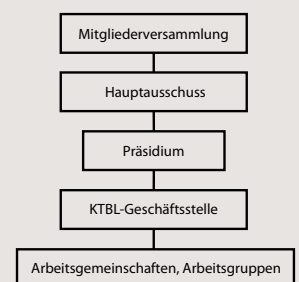 Mitgliederversammlung
Hauptausschuss
Präsidium
KTBL-Geschäftsstelle
Arbeitsgemeinschaften, Arbeitsgruppen